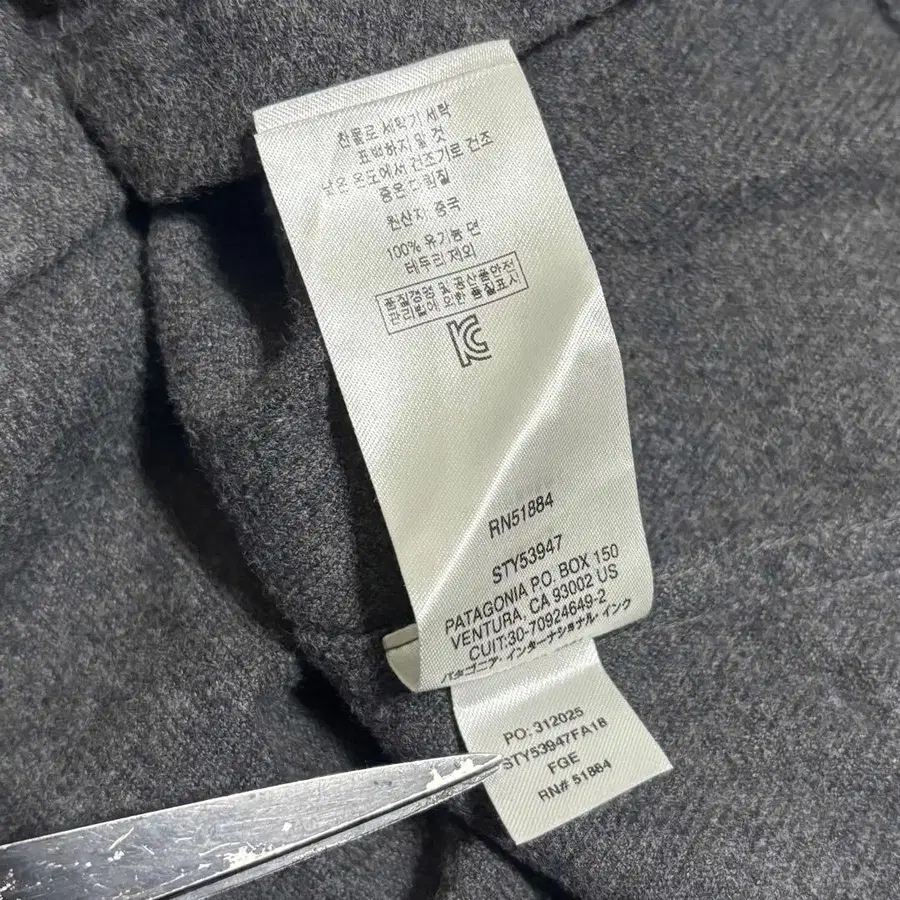 찬물로 세탁기 세탁
표백하지 말 것
낮은 온도에서 건조기로 건조
중온 다림질
원산지: 중국
100% 유기농 면
테두리 제외
품질경영 및 공산품안전
관리법에 의한 품질표시
KC
RN51884
STY53947
PATAGONIA P.O. BOX 150
VENTURA, CA 93002 US
CUIT:30-70924649-2
パタゴニア・インターナショナル・インク
PO: 312025
STY53947FA18
FGE
RN# 51884